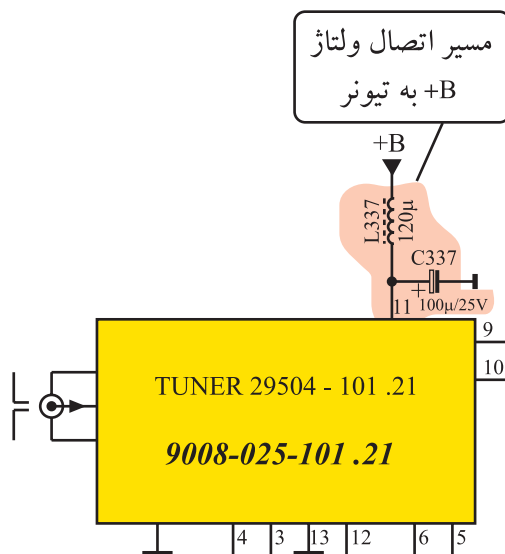 مسیر اتصال ولتاژ
+B به تیونر
+B
L337
120µ
C337
+
11
100µ/25V
9
10
TUNER 29504 - 101 .21
9008-025-101 .21
4
3
13
12
6
5